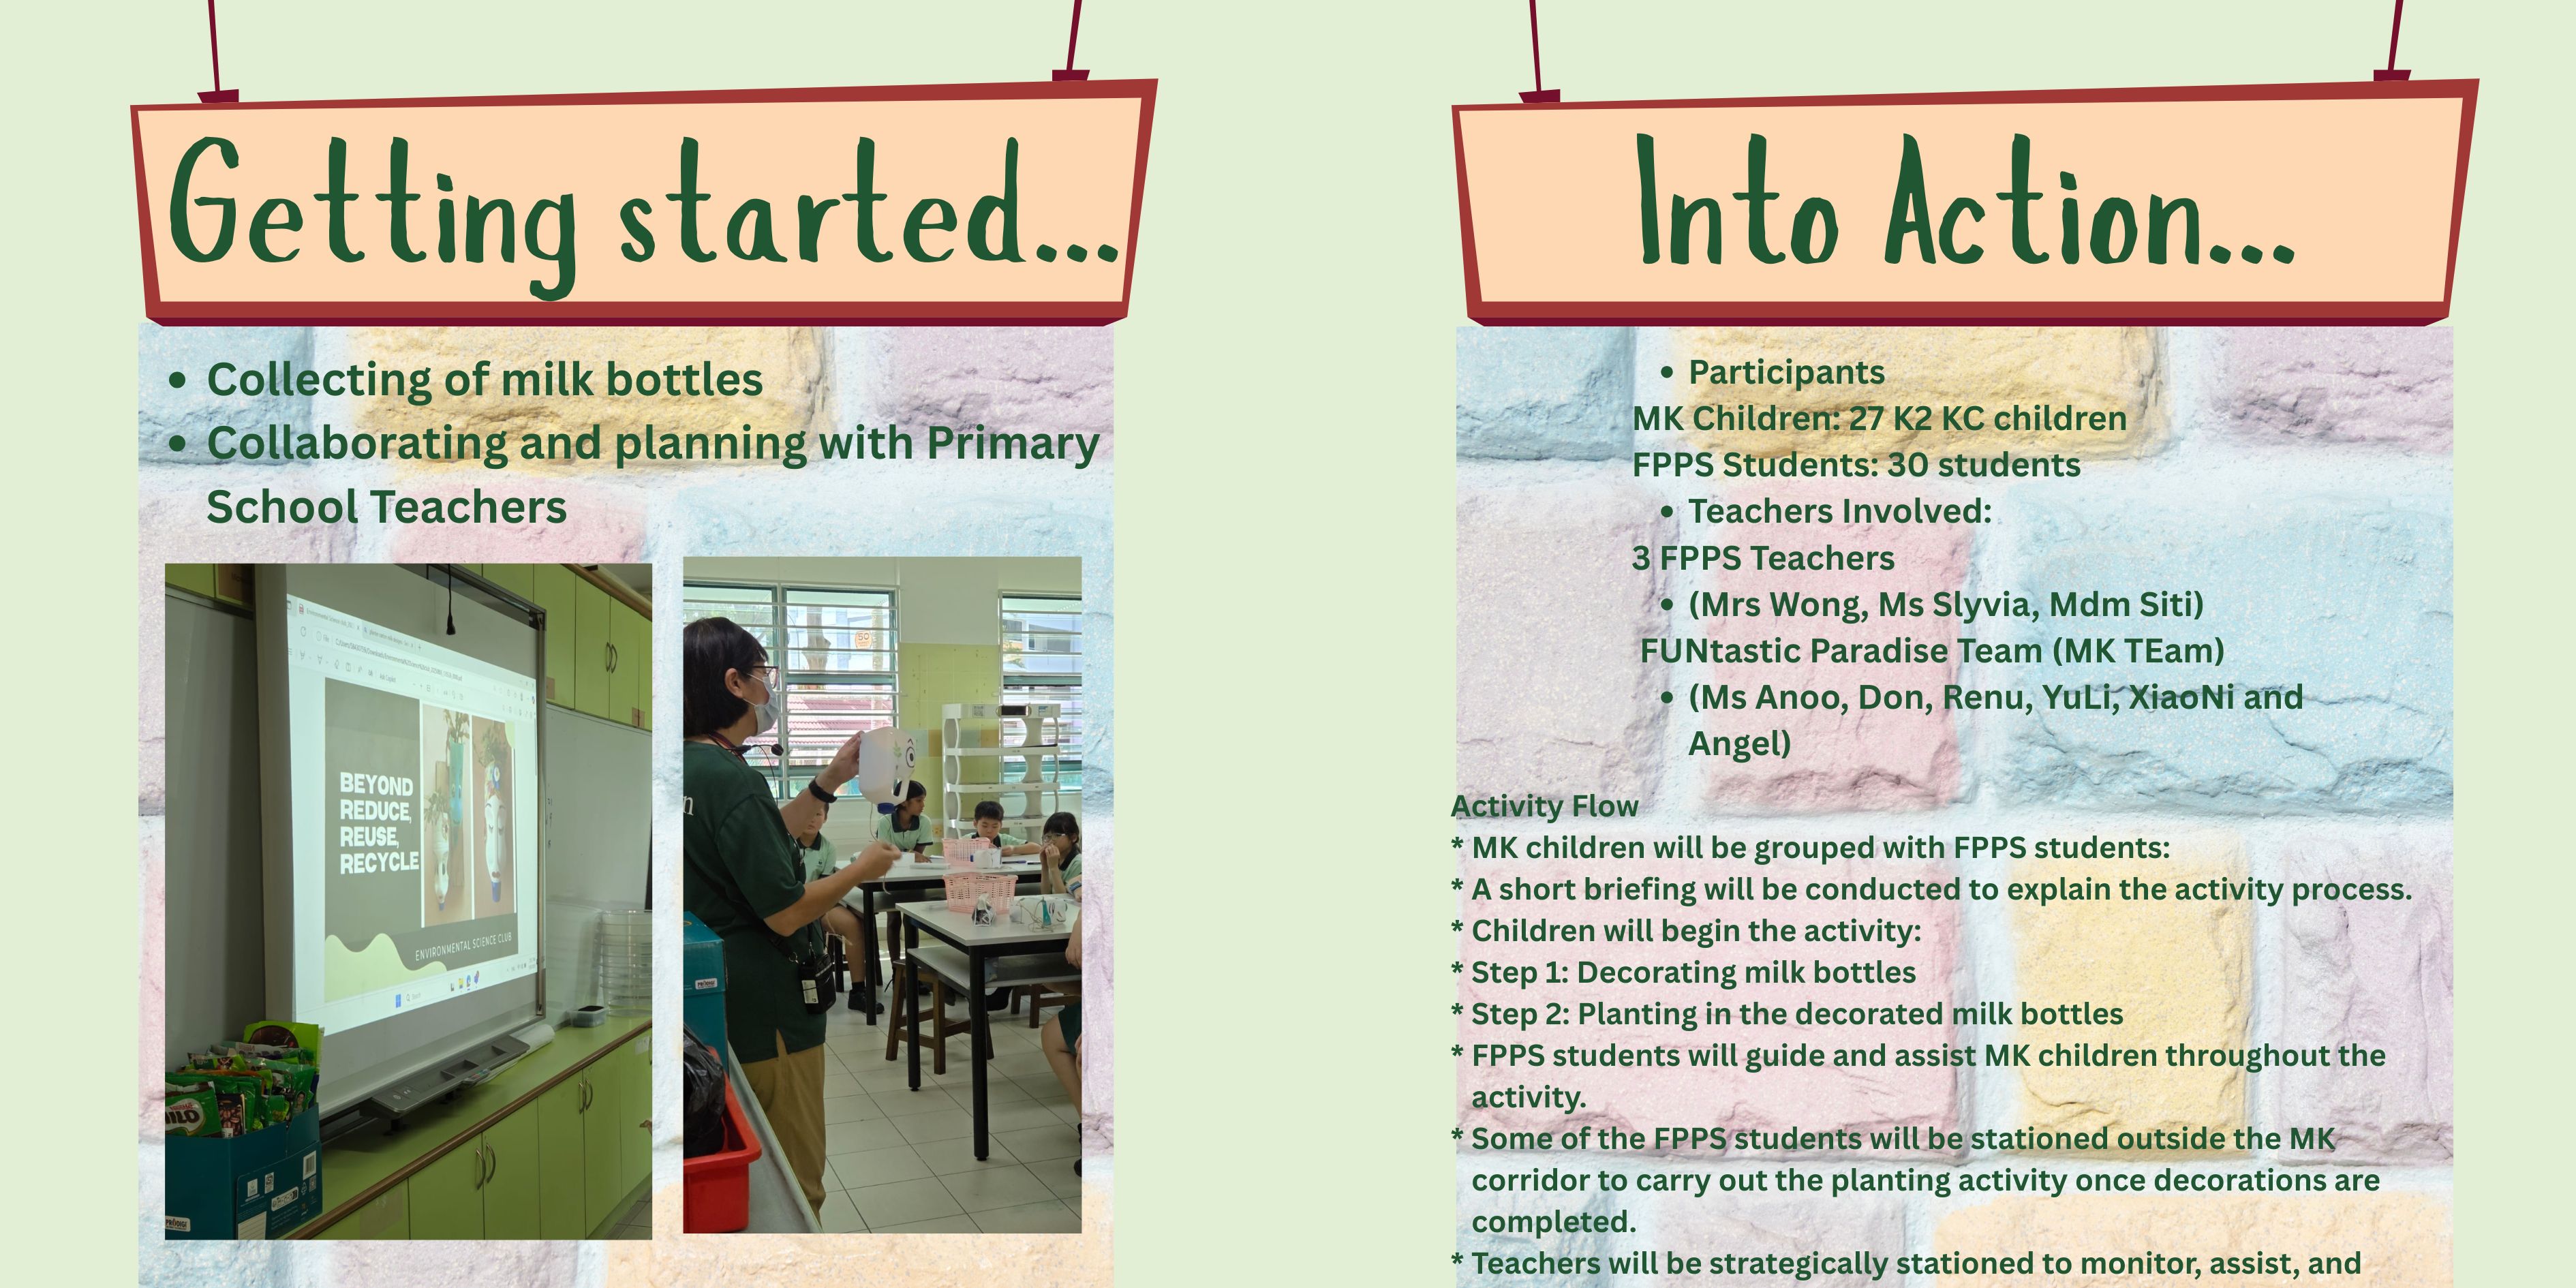 Getting started...
• Collecting of milk bottles
• Collaborating and planning with Primary
School Teachers
BEYOND
REDUCE,
REUSE,
RECYCLE
ENVIRONMENTAL SCIENCE CLUB
Into Action...
• Participants
MK Children: 27 K2 KC children
FPPS Students: 30 students
• Teachers Involved:
3 FPPS Teachers
• (Mrs Wong, Ms Slyvia, Mdm Siti)
FUNtastic Paradise Team (MK TEam)
• (Ms Anoo, Don, Renu, YuLi, XiaoNi and
Angel)
Activity Flow
* MK children will be grouped with FPPS students:
* A short briefing will be conducted to explain the activity process.
* Children will begin the activity:
* Step 1: Decorating milk bottles
* Step 2: Planting in the decorated milk bottles
* FPPS students will guide and assist MK children throughout the
activity.
* Some of the FPPS students will be stationed outside the MK
corridor to carry out the planting activity once decorations are
completed.
* Teachers will be strategically stationed to monitor, assist, and